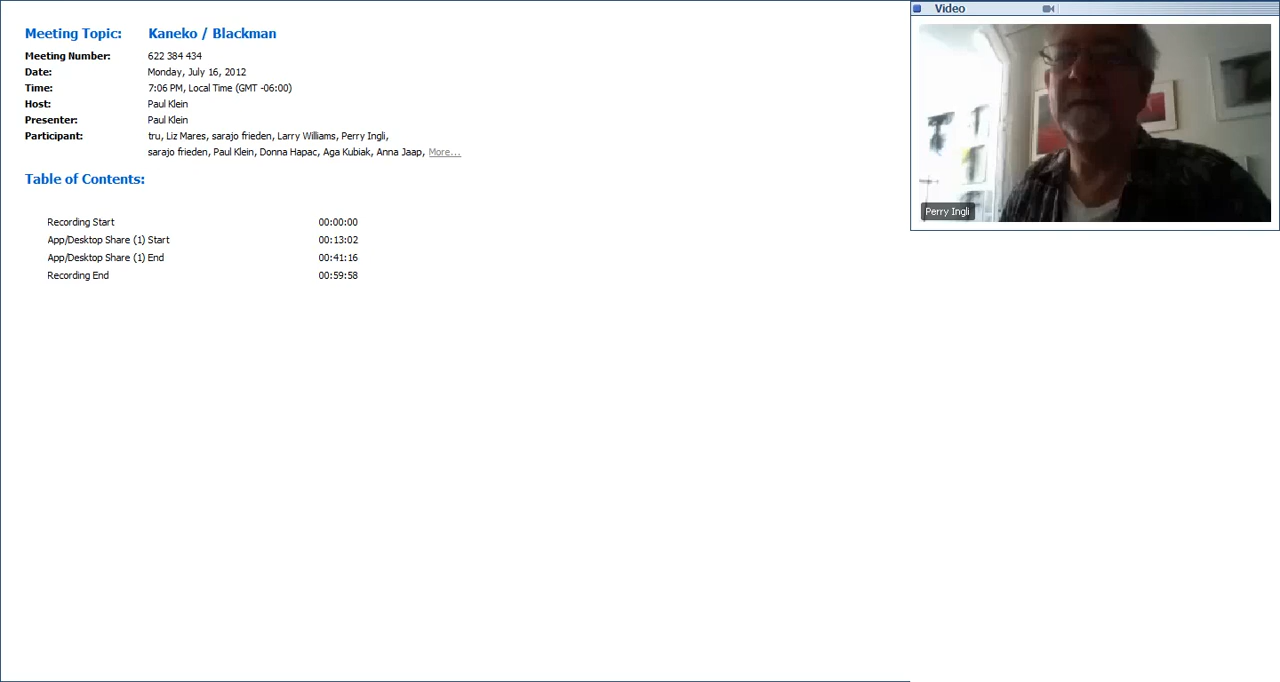 Meeting Topic: Kaneko / Blackman
Meeting Number: 622 384 434
Date: Monday, July 16, 2012
Time: 7:06 PM, Local Time (GMT -06:00)
Host: Paul Klein
Presenter: Paul Klein
Participant: tru, Liz Mares, sarajo frieden, Larry Williams, Perry Ingli,
sarajo frieden, Paul Klein, Donna Hapac, Aga Kubiak, Anna Jaap, More...
Table of Contents:
Recording Start 00:00:00
App/Desktop Share (1) Start 00:13:02
App/Desktop Share (1) End 00:41:16
Recording End 00:59:58
Video
Perry Ingli